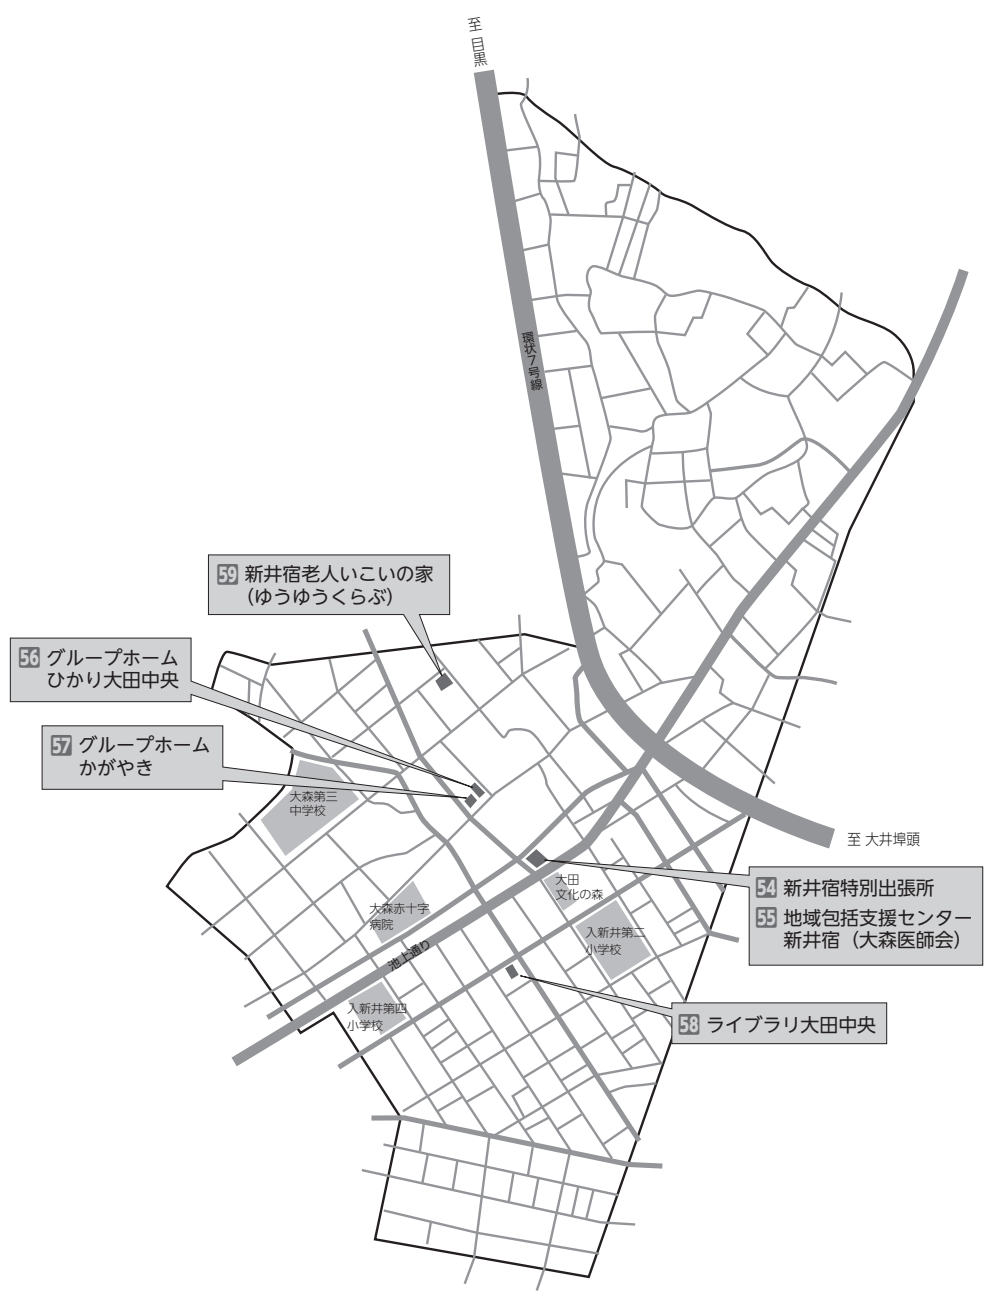 至 目黒
環状7号線
59 新井宿老人いこいの家
(ゆうゆうくらぶ)
56 グループホーム
ひかり大田中央
57 グループホーム
かがやき
大森第三
中学校
至 大井埠頭
54 新井宿特別出張所
55 地域包括支援センター
新井宿（大森医師会）
大田
文化の森
大森赤十字
病院
入新井第二
小学校
池上通り
入新井第四
小学校
58 ライブラリ大田中央